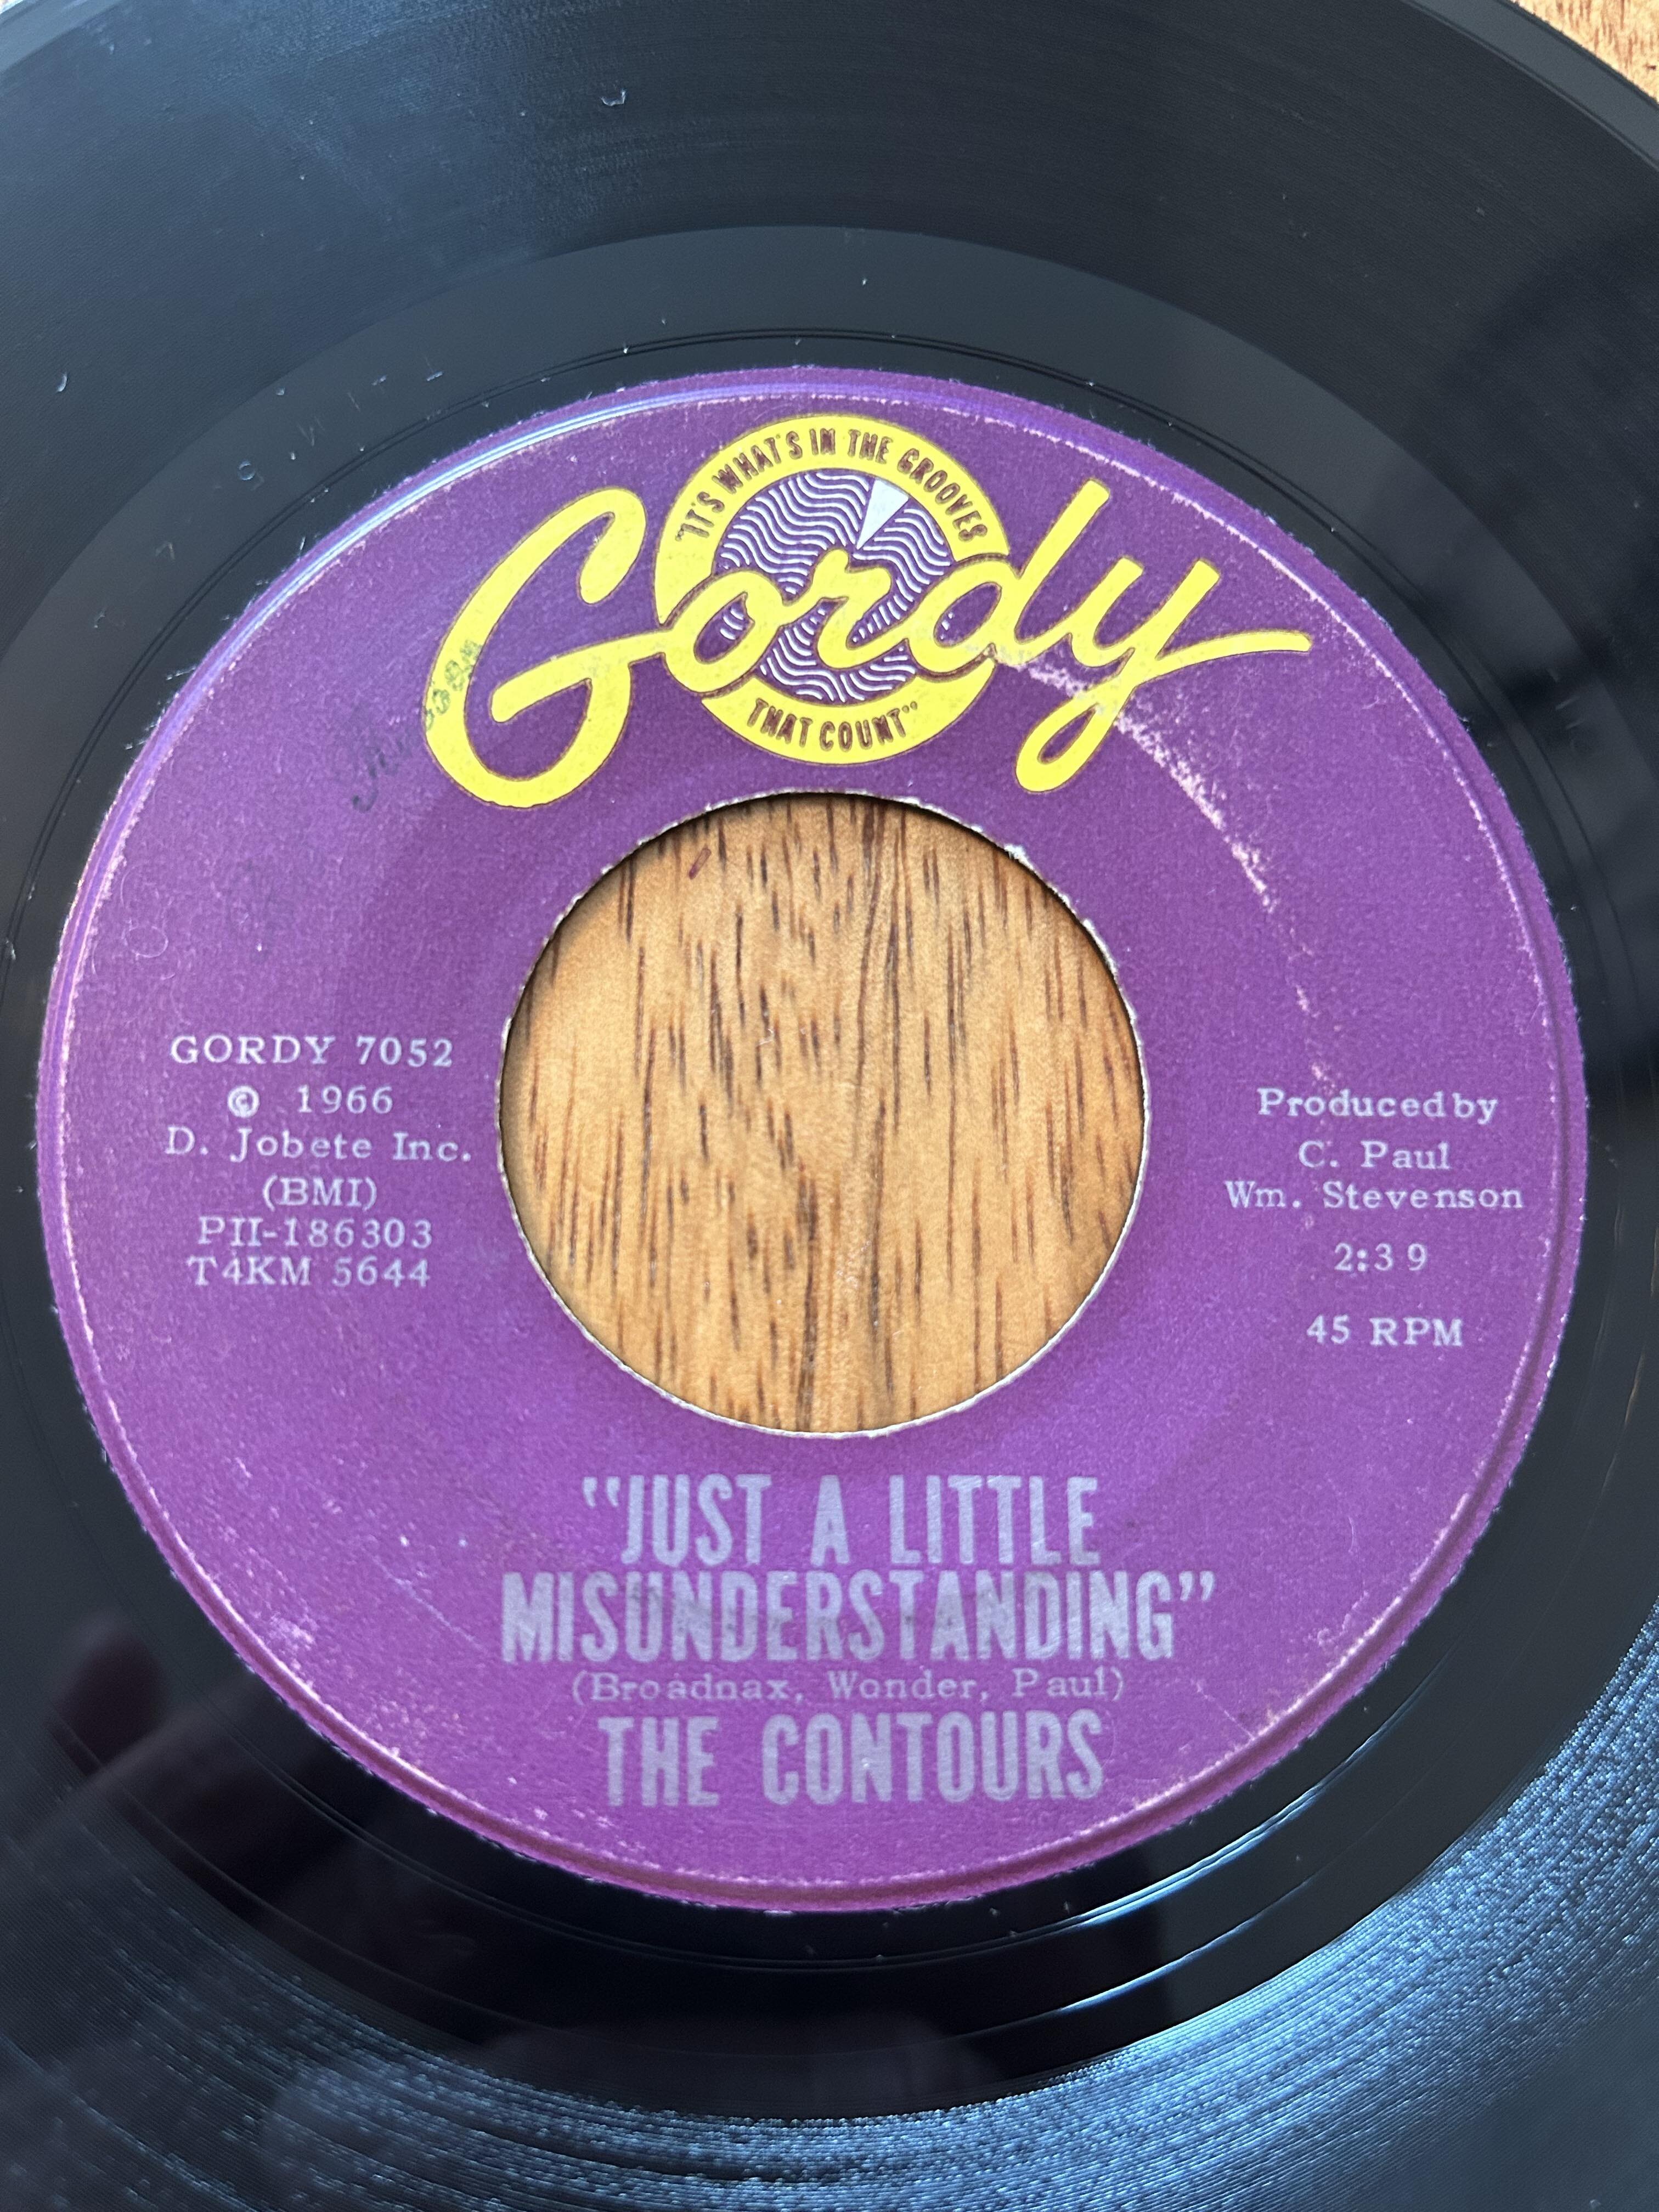 "IT'S WHAT'S IN THE GROOVES
Gordy
THAT COUNT"
GORDY 7052
© 1966
D. Jobete Inc.
(BMI)
PII-186303
T4KM 5644
Produced by
C. Paul
Wm. Stevenson
2:39
45 RPM
"JUST A LITTLE
MISUNDERSTANDING"
(Broadnax, Wonder, Paul)
THE CONTOURS